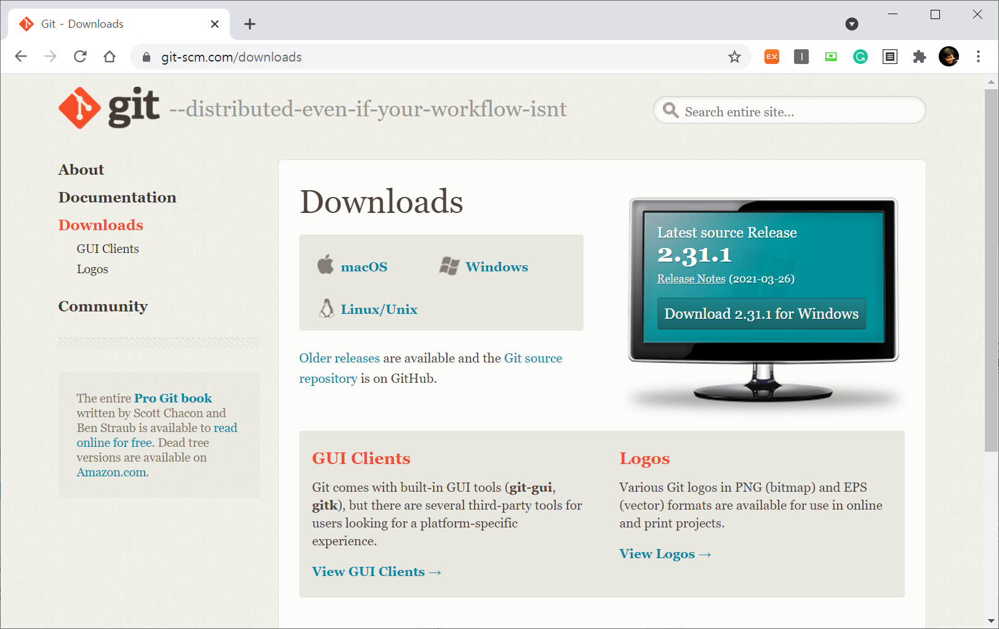 Git - Downloads
git-scm.com/downloads
EX
N
G
git --distributed-even-if-your-workflow-isnt
Search entire site...
About
Documentation
Downloads
GUI Clients
Logos
Community
The entire Pro Git book
written by Scott Chacon and
Ben Straub is available to read
online for free. Dead tree
versions are available on
Amazon.com.
Downloads
macOS
Windows
Linux/Unix
Older releases are available and the Git source
repository is on GitHub.
Latest source Release
2.31.1
Release Notes (2021-03-26)
Download 2.31.1 for Windows
GUI Clients
Git comes with built-in GUI tools (git-gui,
gitk), but there are several third-party tools for
users looking for a platform-specific
experience.
View GUI Clients →
Logos
Various Git logos in PNG (bitmap) and EPS
(vector) formats are available for use in online
and print projects.
View Logos →